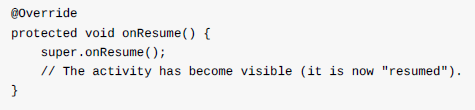 @Override
protected void onResume() {
    super.onResume();
    // The activity has become visible (it is now "resumed").
}